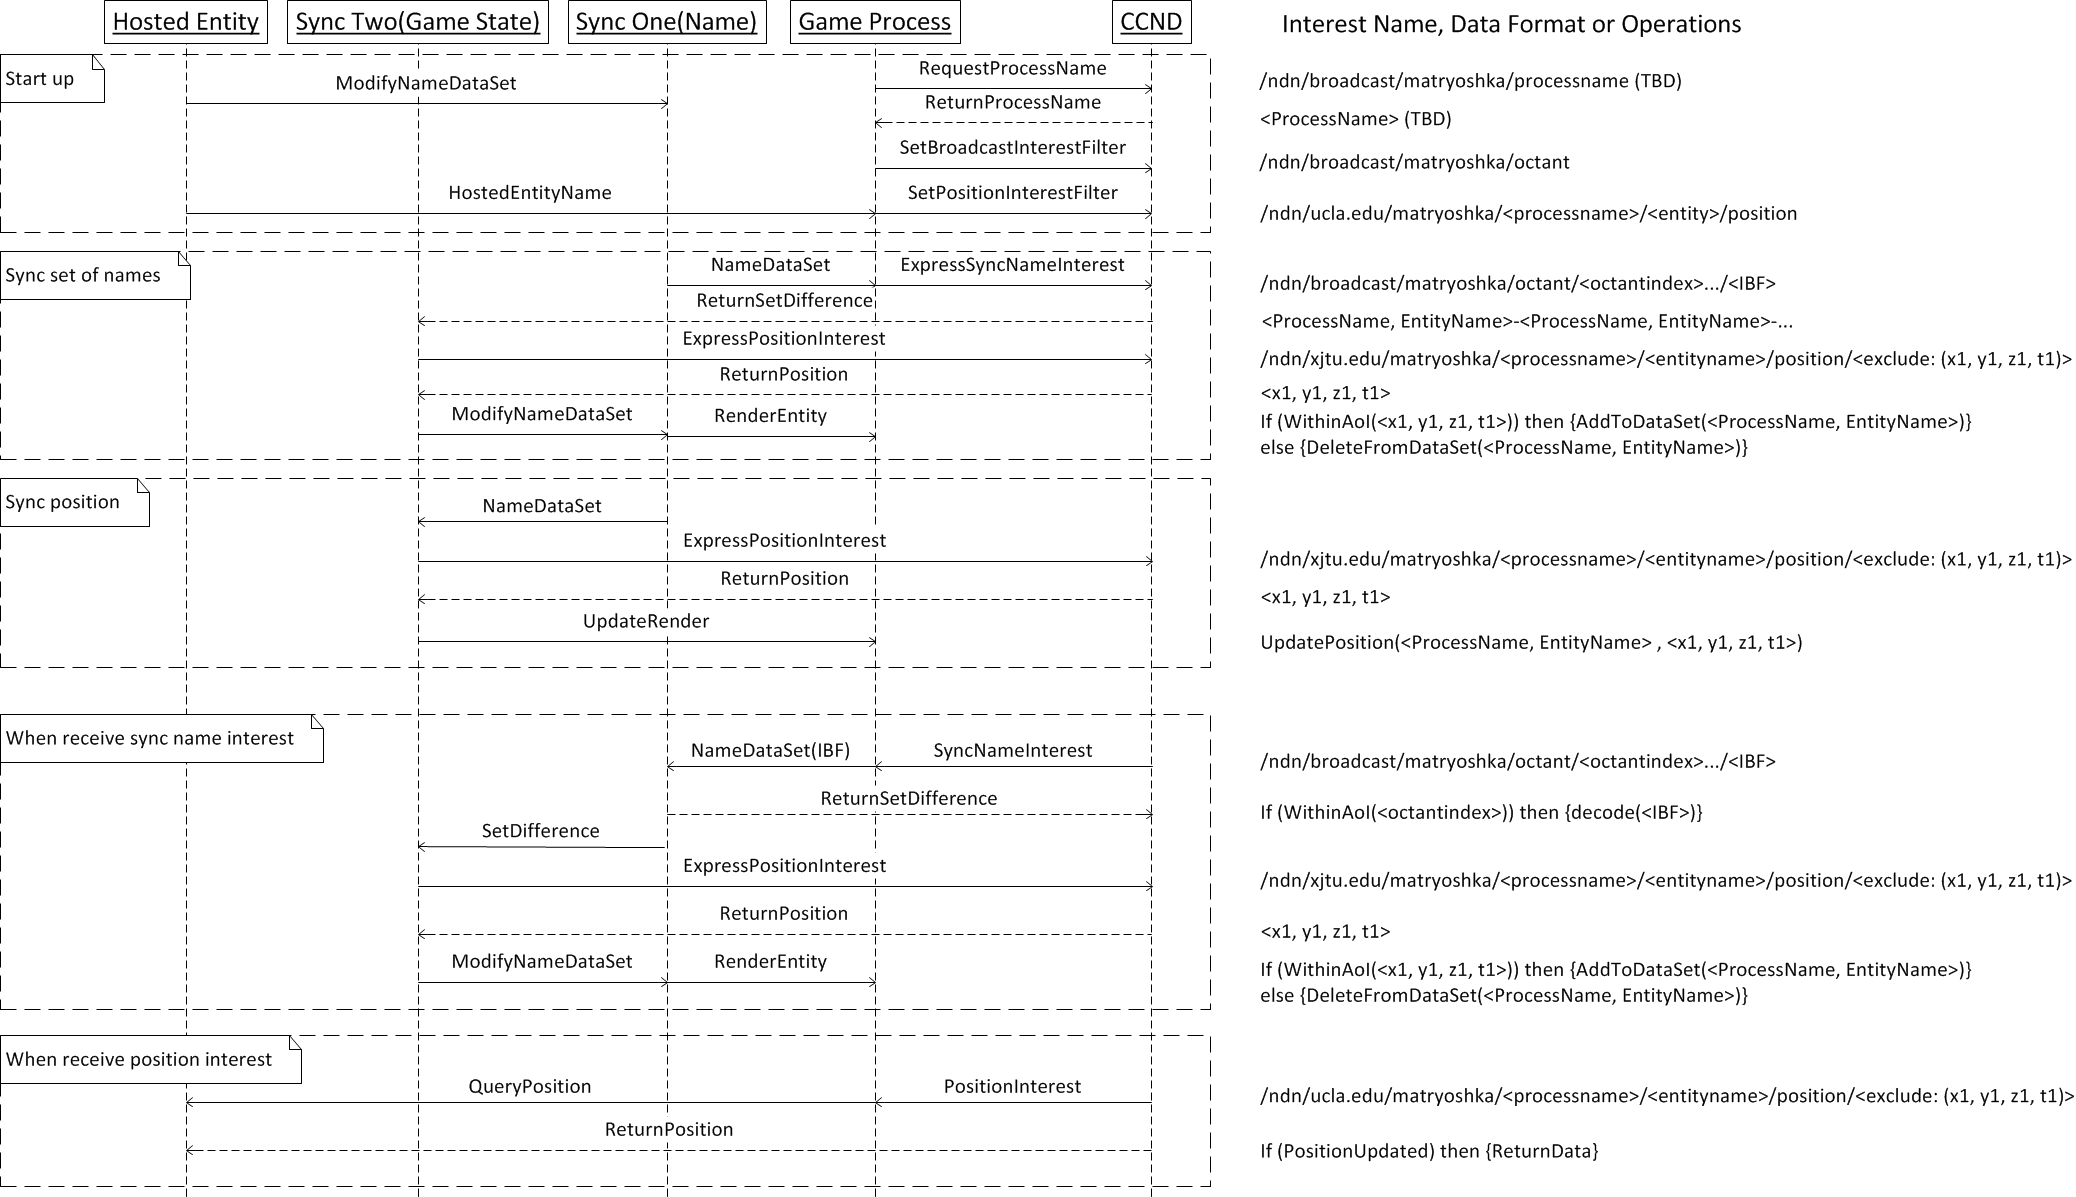 Hosted Entity
Sync Two(Game State)
Sync One(Name)
Game Process
CCND
Interest Name, Data Format or Operations
Start up
ModifyNameDataSet
RequestProcessName
/ndn/broadcast/matryoshka/processname (TBD)
ReturnProcessName
<ProcessName> (TBD)
SetBroadcastInterestFilter
/ndn/broadcast/matryoshka/octant
HostedEntityName
SetPositionInterestFilter
/ndn/ucla.edu/matryoshka/<processname>/<entity>/position
Sync set of names
NameDataSet
ExpressSyncNameInterest
/ndn/broadcast/matryoshka/octant/<octantindex>.../<IBF>
ReturnSetDifference
<ProcessName, EntityName>-<ProcessName, EntityName>-...
ExpressPositionInterest
/ndn/xjtu.edu/matryoshka/<processname>/<entityname>/position/<exclude: (x1, y1, z1, t1)>
ReturnPosition
<x1, y1, z1, t1>
ModifyNameDataSet
RenderEntity
If (WithinAoI(<x1, y1, z1, t1>)) then {AddToDataSet(<ProcessName, EntityName>)}
else {DeleteFromDataSet(<ProcessName, EntityName>)}
Sync position
NameDataSet
ExpressPositionInterest
/ndn/xjtu.edu/matryoshka/<processname>/<entityname>/position/<exclude: (x1, y1, z1, t1)>
ReturnPosition
<x1, y1, z1, t1>
UpdateRender
UpdatePosition(<ProcessName, EntityName> , <x1, y1, z1, t1>)
When receive sync name interest
NameDataSet(IBF)
SyncNameInterest
/ndn/broadcast/matryoshka/octant/<octantindex>.../<IBF>
ReturnSetDifference
If (WithinAoI(<octantindex>)) then {decode(<IBF>)}
SetDifference
ExpressPositionInterest
/ndn/xjtu.edu/matryoshka/<processname>/<entityname>/position/<exclude: (x1, y1, z1, t1)>
ReturnPosition
<x1, y1, z1, t1>
ModifyNameDataSet
RenderEntity
If (WithinAoI(<x1, y1, z1, t1>)) then {AddToDataSet(<ProcessName, EntityName>)}
else {DeleteFromDataSet(<ProcessName, EntityName>)}
When receive position interest
QueryPosition
PositionInterest
/ndn/ucla.edu/matryoshka/<processname>/<entityname>/position/<exclude: (x1, y1, z1, t1)>
ReturnPosition
If (PositionUpdated) then {ReturnData}